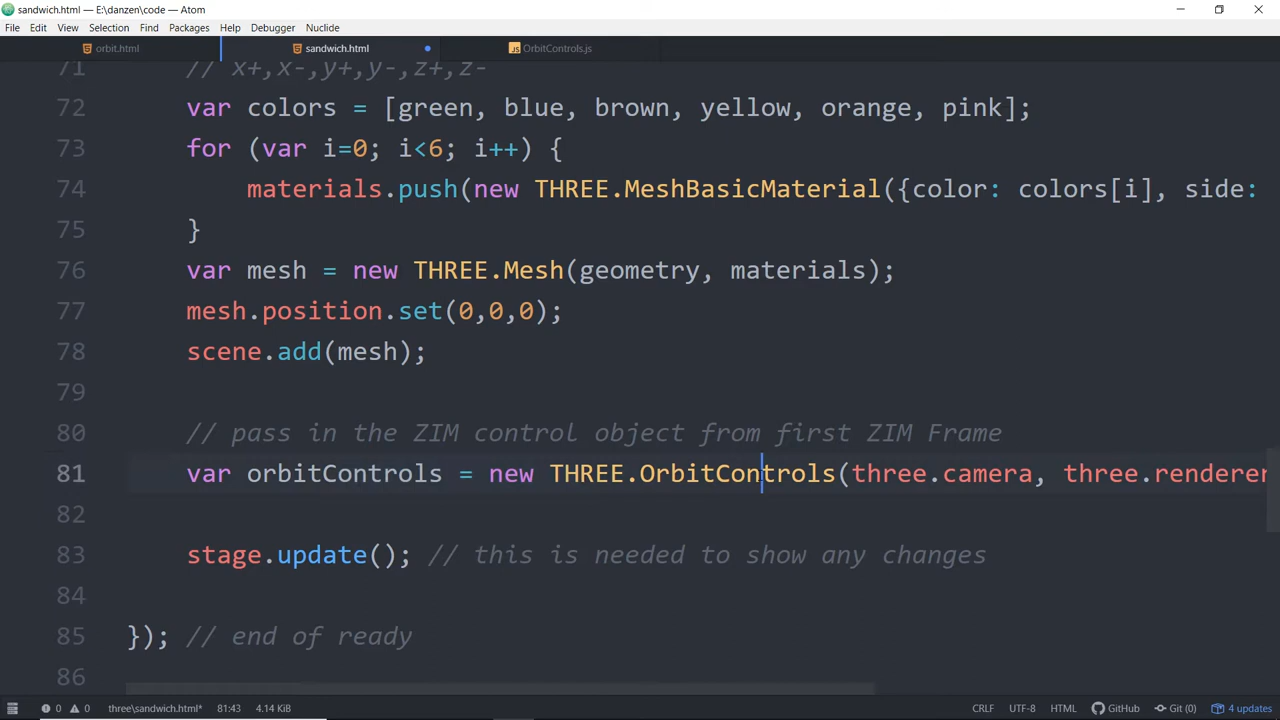 sandwich.html — E:\danzen\code — Atom
File Edit View Selection Find Packages Help Debugger Nuclide
orbit.html sandwich.html OrbitControls.js
71 // x+,x-,y+,y-,z+,z-
72 var colors = [green, blue, brown, yellow, orange, pink];
73 for (var i=0; i<6; i++) {
74 materials.push(new THREE.MeshBasicMaterial({color: colors[i], side:
75 }
76 var mesh = new THREE.Mesh(geometry, materials);
77 mesh.position.set(0,0,0);
78 scene.add(mesh);
79
80 // pass in the ZIM control object from first ZIM Frame
81 var orbitControls = new THREE.OrbitControls(three.camera, three.renderer
82
83 stage.update(); // this is needed to show any changes
84
85 }); // end of ready
86
0 0 three\sandwich.html* 81:43 4.14 KiB CRLF UTF-8 HTML GitHub Git (0) 4 updates